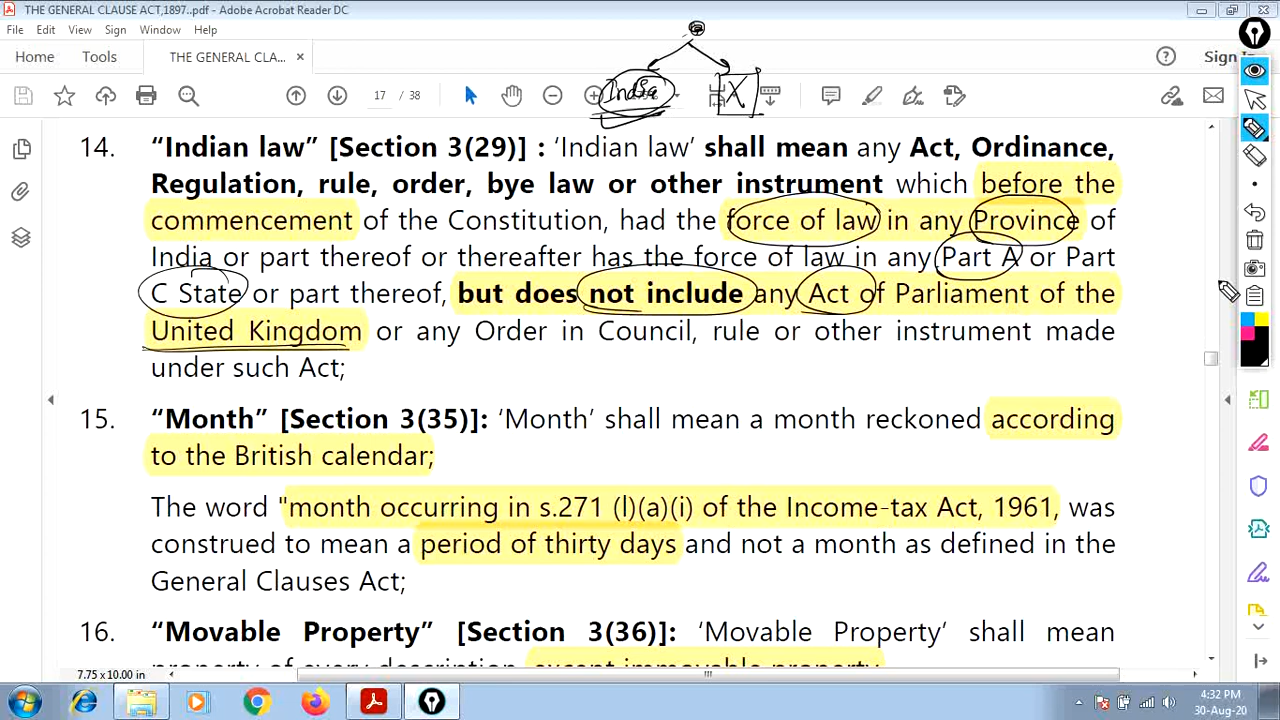 THE GENERAL CLAUSE ACT,1897..pdf - Adobe Acrobat Reader DC
File Edit View Sign Window Help
Home Tools THE GENERAL CLA... × Sign In
17 / 38
India X
14. “Indian law” [Section 3(29)] : ‘Indian law’ shall mean any Act, Ordinance,
Regulation, rule, order, bye law or other instrument which before the
commencement of the Constitution, had the force of law in any Province of
India or part thereof or thereafter has the force of law in any Part A or Part
C State or part thereof, but does not include any Act of Parliament of the
United Kingdom or any Order in Council, rule or other instrument made
under such Act;
15. “Month” [Section 3(35)]: ‘Month’ shall mean a month reckoned according
to the British calendar;
The word "month occurring in s.271 (l)(a)(i) of the Income-tax Act, 1961, was
construed to mean a period of thirty days and not a month as defined in the
General Clauses Act;
16. “Movable Property” [Section 3(36)]: ‘Movable Property’ shall mean
property of every description, except immovable property
7.75 x 10.00 in
4:32 PM
30-Aug-20